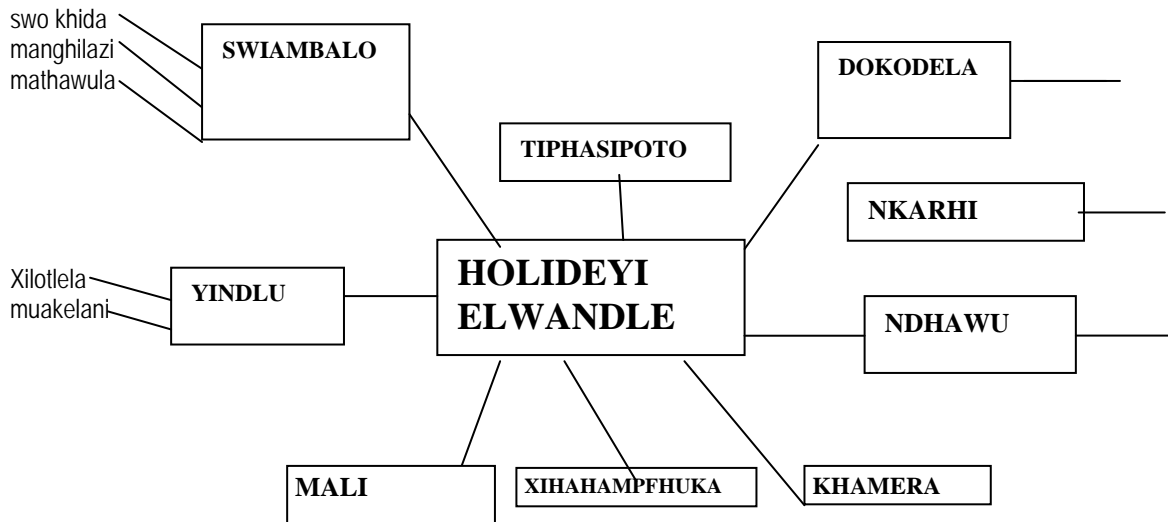 swo khida
manghilazi
mathawula
SWIAMBALO
DOKODELA
TIPHASIPOTO
NKARHI
HOLIDEYI
ELWANDLE
Xilotlela
muakelani
YINDLU
NDHAWU
MALI
XIHAHAMPFHUKA
KHAMERA